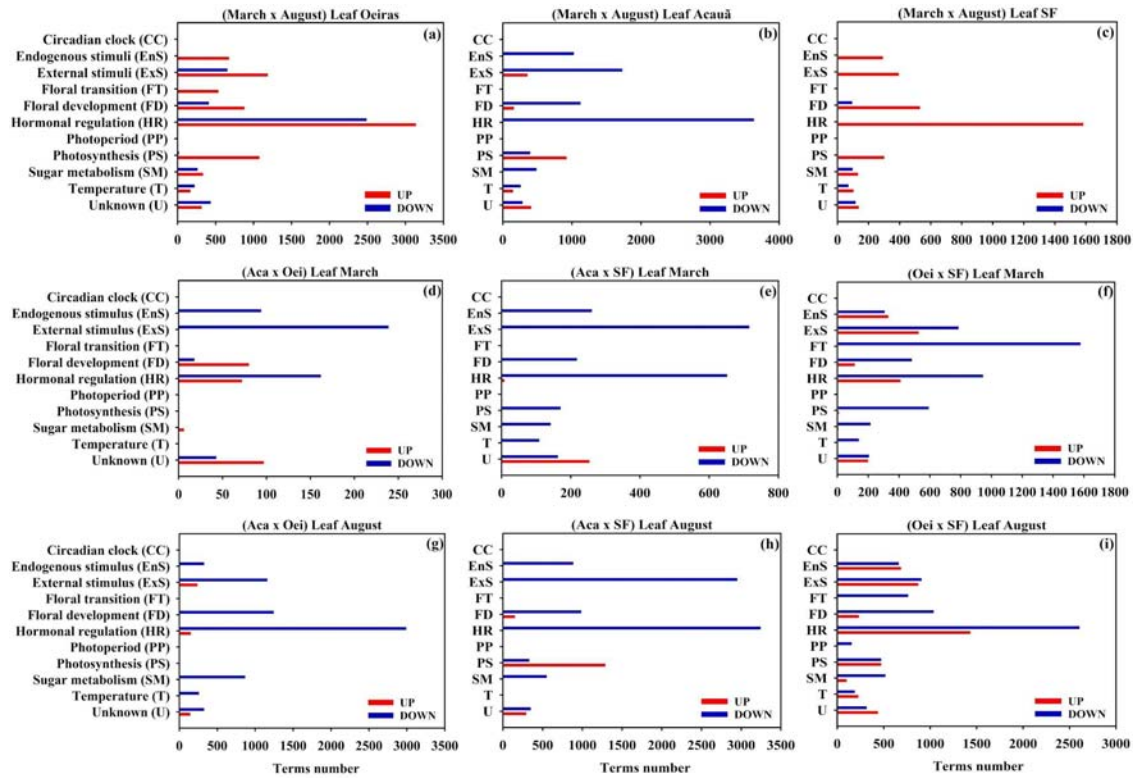 (March x August) Leaf Oeiras
(a)
Circadian clock (CC)
Endogenous stimuli (EnS)
External stimuli (ExS)
Floral transition (FT)
Floral development (FD)
Hormonal regulation (HR)
Photoperiod (PP)
Photosynthesis (PS)
Sugar metabolism (SM)
Temperature (T)
Unknown (U)
UP
DOWN
0 500 1000 1500 2000 2500 3000 3500
(March x August) Leaf Acauã
(b)
CC
EnS
ExS
FT
FD
HR
PP
PS
SM
T
U
UP
DOWN
0 1000 2000 3000 4000
(March x August) Leaf SF
(c)
CC
EnS
ExS
FT
FD
HR
PP
PS
SM
T
U
UP
DOWN
0 200 400 600 800 1000 1200 1400 1600 1800
(Aca x Oei) Leaf March
(d)
Circadian clock (CC)
Endogenous stimulus (EnS)
External stimulus (ExS)
Floral transition (FT)
Floral development (FD)
Hormonal regulation (HR)
Photoperiod (PP)
Photosynthesis (PS)
Sugar metabolism (SM)
Temperature (T)
Unknown (U)
UP
DOWN
0 50 100 150 200 250 300
(Aca x SF) Leaf March
(e)
CC
EnS
ExS
FT
FD
HR
PP
PS
SM
T
U
UP
DOWN
0 200 400 600 800
(Oei x SF) Leaf March
(f)
CC
EnS
ExS
FT
FD
HR
PP
PS
SM
T
U
UP
DOWN
0 200 400 600 800 1000 1200 1400 1600 1800
(Aca x Oei) Leaf August
(g)
Circadian clock (CC)
Endogenous stimulus (EnS)
External stimulus (ExS)
Floral transition (FT)
Floral development (FD)
Hormonal regulation (HR)
Photoperiod (PP)
Photosynthesis (PS)
Sugar metabolism (SM)
Temperature (T)
Unknown (U)
UP
DOWN
0 500 1000 1500 2000 2500 3000 3500
Terms number
(Aca x SF) Leaf August
(h)
CC
EnS
ExS
FT
FD
HR
PP
PS
SM
T
U
UP
DOWN
0 500 1000 1500 2000 2500 3000 3500
Terms number
(Oei x SF) Leaf August
(i)
CC
EnS
ExS
FT
FD
HR
PP
PS
SM
T
U
UP
DOWN
0 500 1000 1500 2000 2500 3000
Terms number